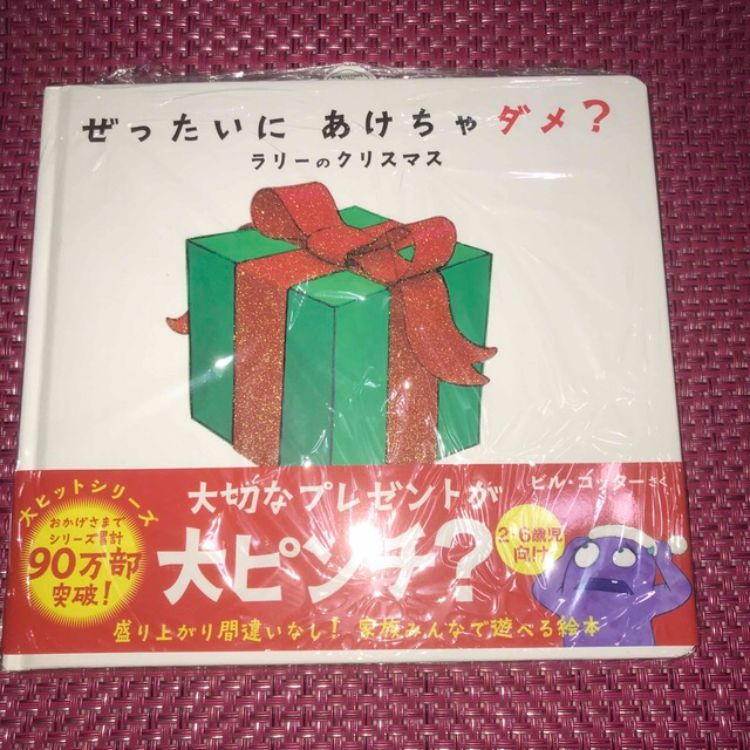 ぜったいに あけちゃダメ?
ラリーのクリスマス
大ヒットシリーズ
おかげさまで
シリーズ累計
90万部
突破!
大切なプレゼントが
大ピンチ?
ビル・コッターさく
2-6歳児
向け
盛り上がり間違いなし! 家族みんなで遊べる絵本